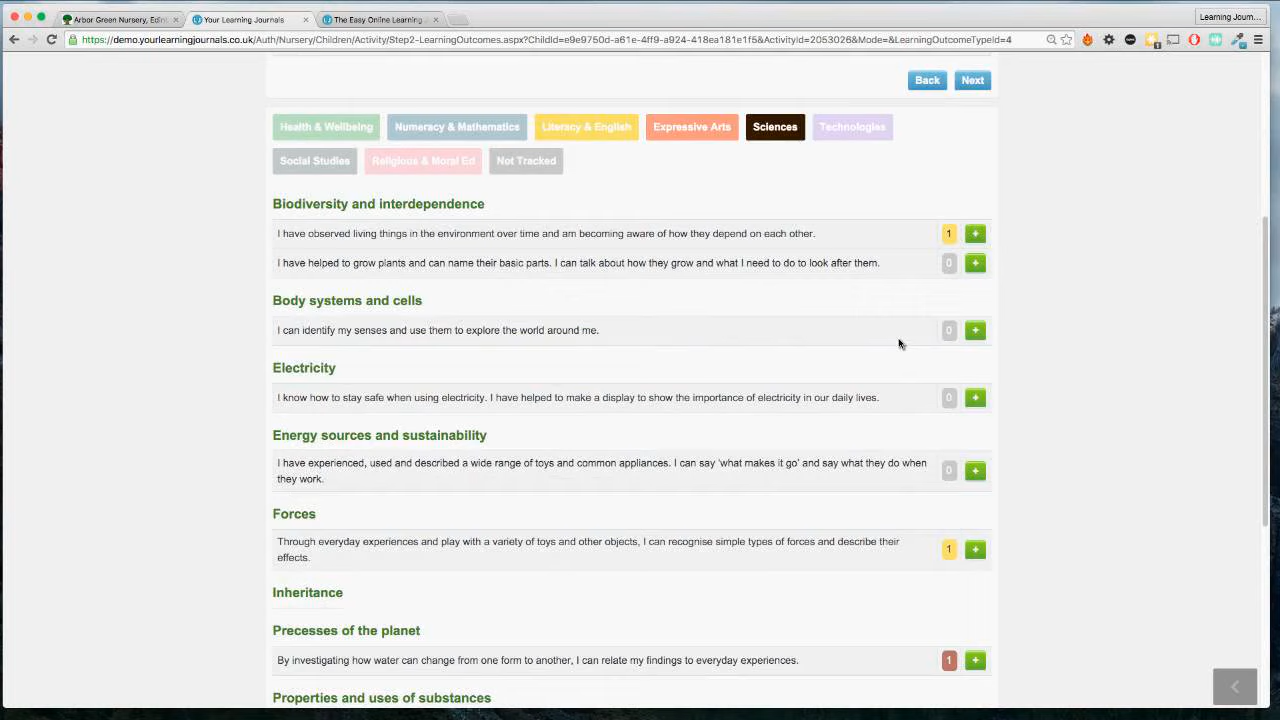 Arbor Green Nursery, Edin
Your Learning Journals
The Easy Online Learning J
Learning Journ...
https://demo.yourlearningjournals.co.uk/Auth/Nursery/Children/Activity/Step2-LearningOutcomes.aspx?ChildId=e9e9750d-a61e-4ff9-a924-418ea181e1f5&ActivityId=2053026&Mode=&LearningOutcomeTypeId=4
Back Next
Health & Wellbeing Numeracy & Mathematics Literacy & English Expressive Arts Sciences Technologies
Social Studies Religious & Moral Ed Not Tracked
Biodiversity and interdependence
I have observed living things in the environment over time and am becoming aware of how they depend on each other. 1 +
I have helped to grow plants and can name their basic parts. I can talk about how they grow and what I need to do to look after them. 0 +
Body systems and cells
I can identify my senses and use them to explore the world around me. 0 +
Electricity
I know how to stay safe when using electricity. I have helped to make a display to show the importance of electricity in our daily lives. 0 +
Energy sources and sustainability
I have experienced, used and described a wide range of toys and common appliances. I can say 'what makes it go' and say what they do when 0 +
they work.
Forces
Through everyday experiences and play with a variety of toys and other objects, I can recognise simple types of forces and describe their 1 +
effects.
Inheritance
Precesses of the planet
By investigating how water can change from one form to another, I can relate my findings to everyday experiences. 1 +
Properties and uses of substances